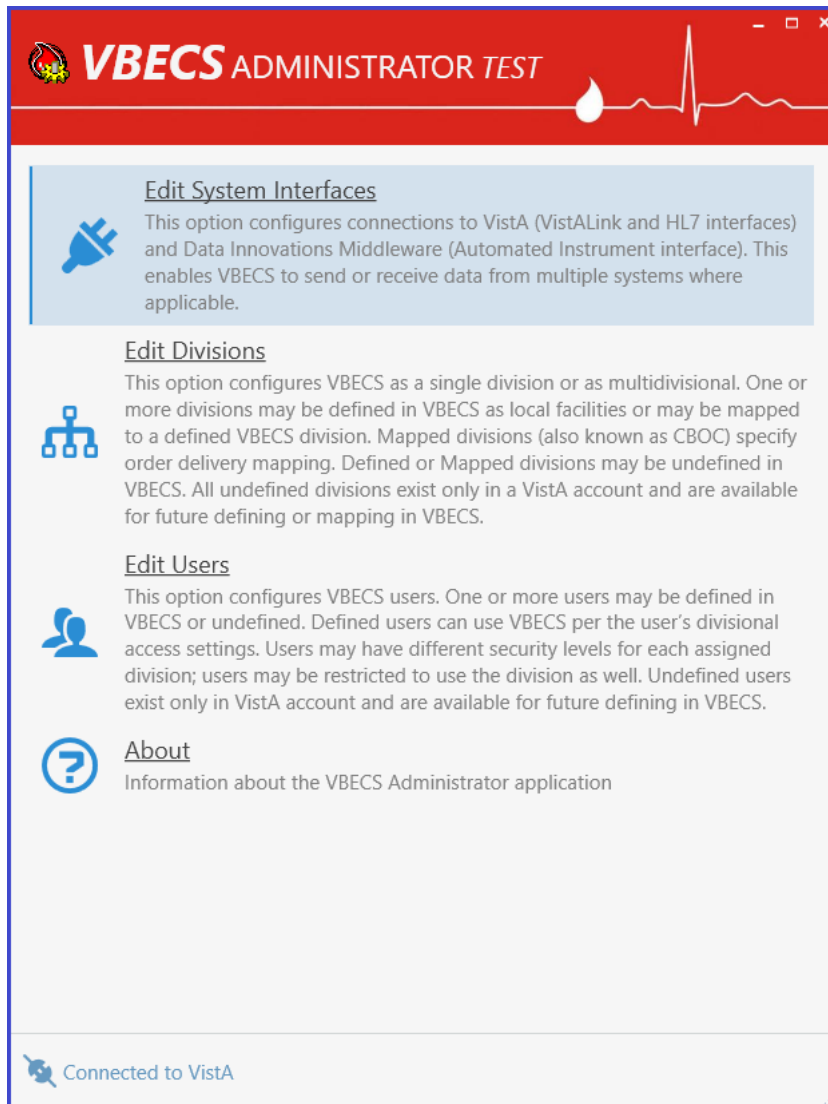 VBECS ADMINISTRATOR TEST
Edit System Interfaces
This option configures connections to VistA (VistALink and HL7 interfaces)
and Data Innovations Middleware (Automated Instrument interface). This
enables VBECS to send or receive data from multiple systems where
applicable.
Edit Divisions
This option configures VBECS as a single division or as multidivisional. One or
more divisions may be defined in VBECS as local facilities or may be mapped
to a defined VBECS division. Mapped divisions (also known as CBOC) specify
order delivery mapping. Defined or Mapped divisions may be undefined in
VBECS. All undefined divisions exist only in a VistA account and are available
for future defining or mapping in VBECS.
Edit Users
This option configures VBECS users. One or more users may be defined in
VBECS or undefined. Defined users can use VBECS per the user's divisional
access settings. Users may have different security levels for each assigned
division; users may be restricted to use the division as well. Undefined users
exist only in VistA account and are available for future defining in VBECS.
About
Information about the VBECS Administrator application
Connected to VistA